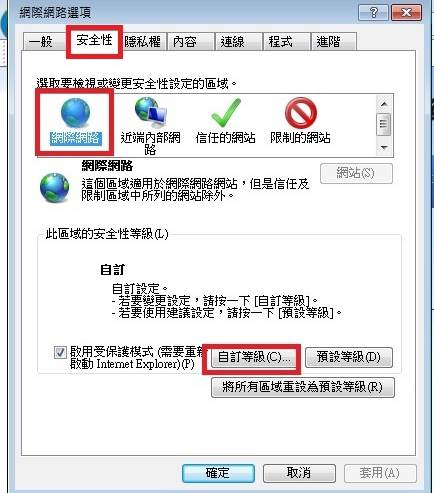 網際網路選項
一般
安全性
隱私權
內容
連線
程式
進階
選取要檢視或變更安全性設定的區域。
網際網路
近端內部網
路
信任的網站
限制的網站
網際網路
這個區域適用於網際網路網站，但是信任及
限制區域中所列的網站除外。
網站(S)
此區域的安全性等級(L)
自訂
自訂設定。
- 若要變更設定，請按一下 [自訂等級]。
- 若要使用建議設定，請按一下 [預設等級]。
啟用受保護模式 (需要重新
啟動 Internet Explorer)(P)
自訂等級(C)...
預設等級(D)
將所有區域重設為預設等級(R)
確定
取消
套用(A)